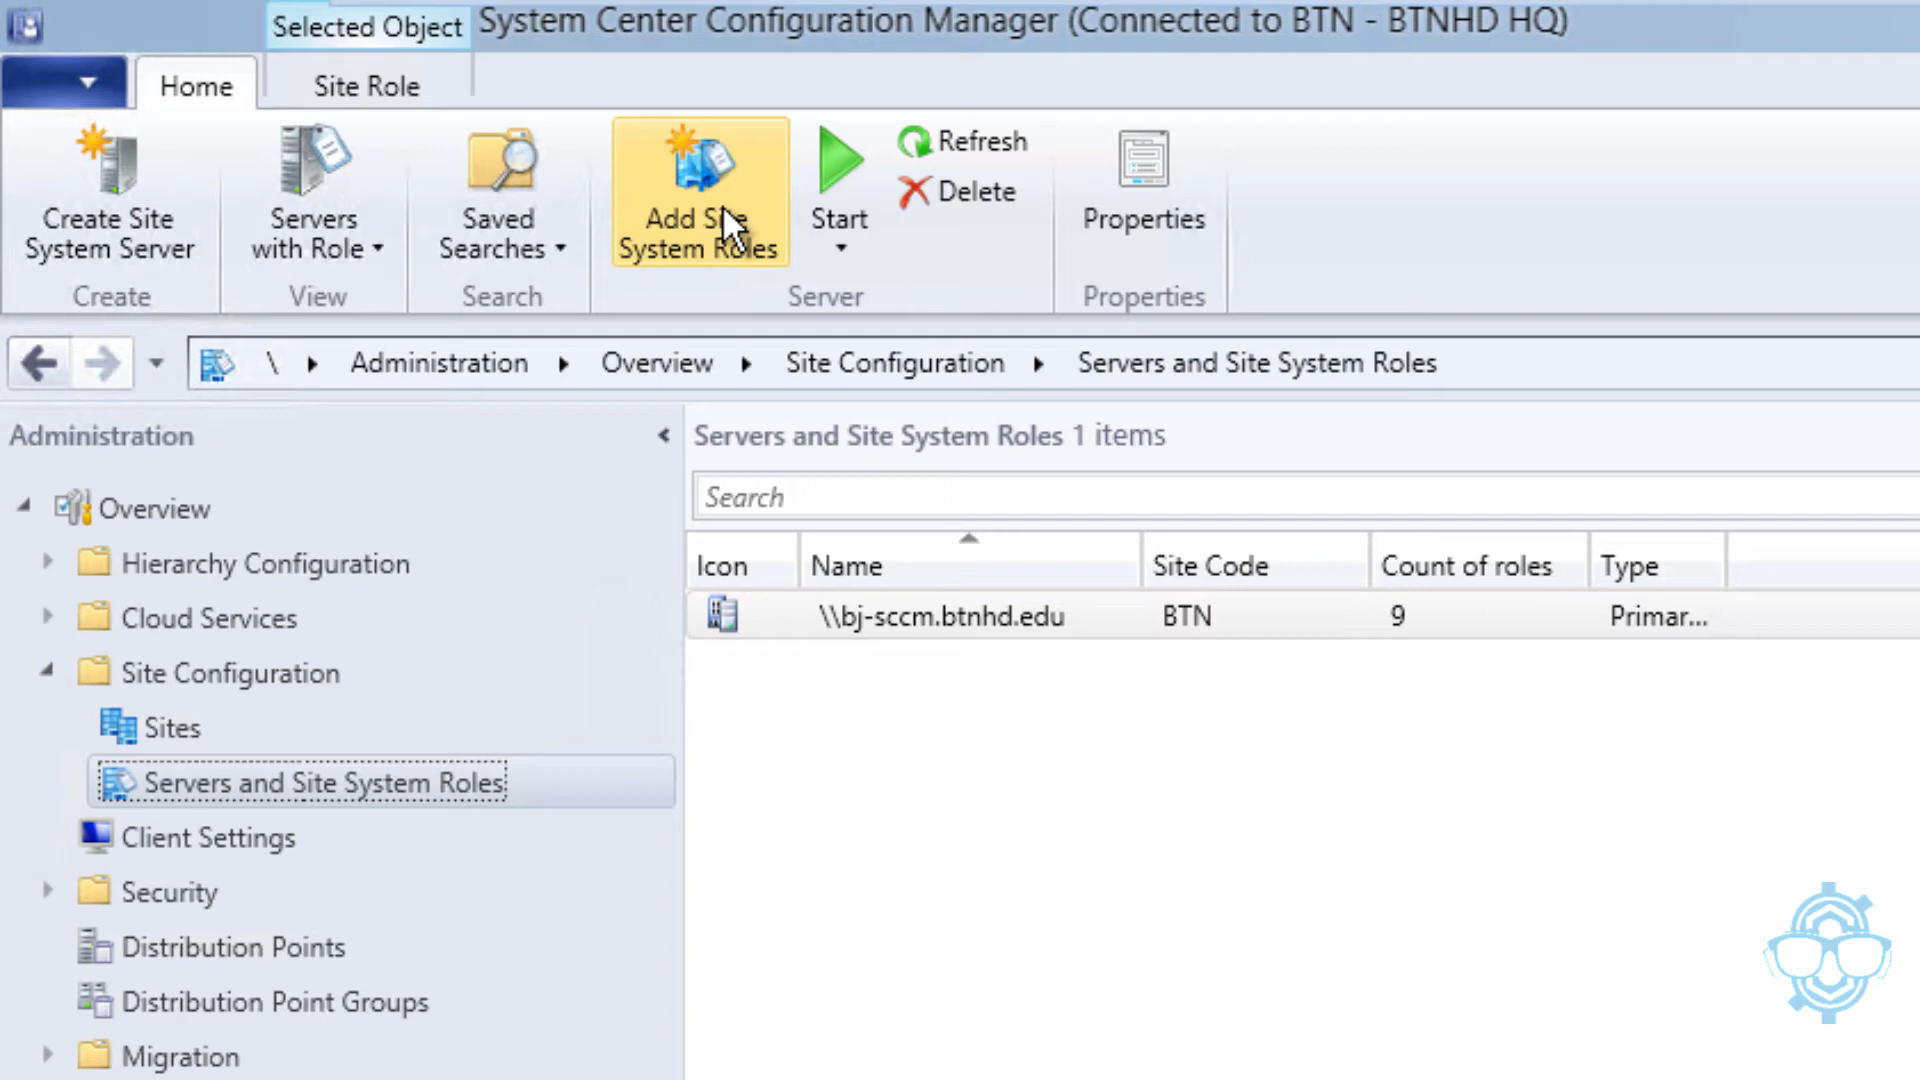 Selected Object
System Center Configuration Manager (Connected to BTN - BTNHD HQ)
Home
Site Role
Create Site
System Server
Servers
with Role
Saved
Searches
Add Site
System Roles
Start
Refresh
Delete
Properties
Create
View
Search
Server
Properties
\
Administration
Overview
Site Configuration
Servers and Site System Roles
Administration
Servers and Site System Roles 1 items
Search
Overview
Hierarchy Configuration
Cloud Services
Site Configuration
Sites
Servers and Site System Roles
Client Settings
Security
Distribution Points
Distribution Point Groups
Migration
Icon
Name
Site Code
Count of roles
Type
\\bj-sccm.btnhd.edu
BTN
9
Primar...